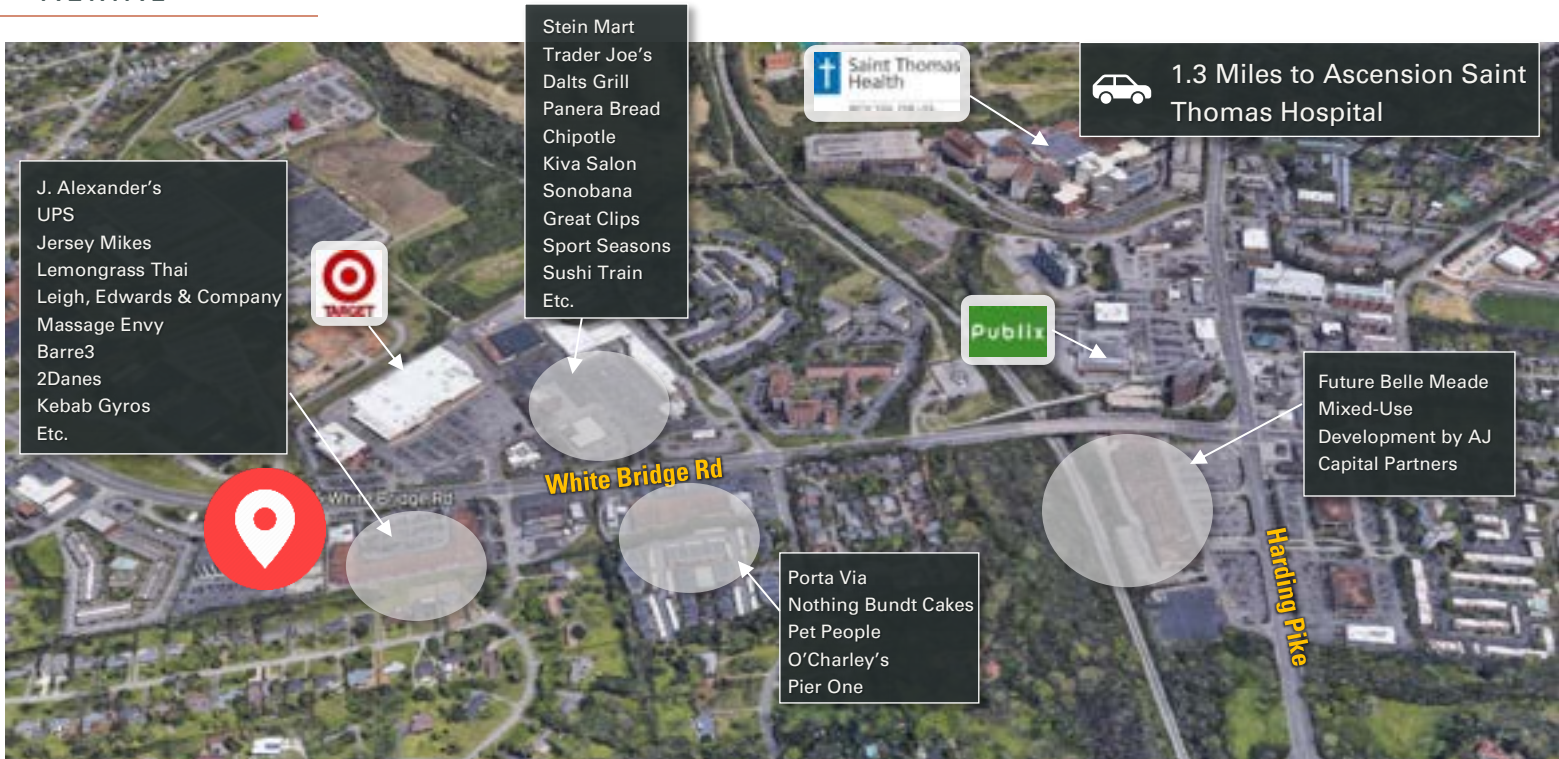 Stein Mart
Trader Joe's
Dalts Grill
Panera Bread
Chipotle
Kiva Salon
Sonobana
Great Clips
Sport Seasons
Sushi Train
Etc.
Saint Thomas
Health
1.3 Miles to Ascension Saint
Thomas Hospital
J. Alexander's
UPS
Jersey Mikes
Lemongrass Thai
Leigh, Edwards & Company
Massage Envy
Barre3
2Danes
Kebab Gyros
Etc.
TARGET
Publix
Future Belle Meade
Mixed-Use
Development by AJ
Capital Partners
White Bridge Rd
White Bridge Rd
Harding Pike
Porta Via
Nothing Bundt Cakes
Pet People
O'Charley's
Pier One